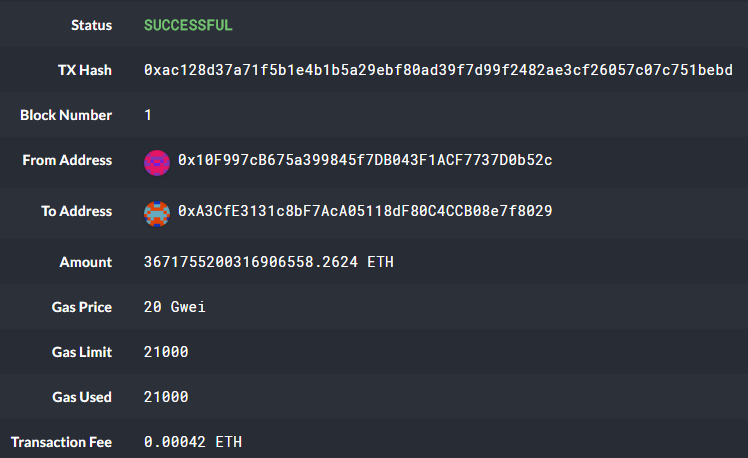 Status SUCCESSFUL
TX Hash 0xac128d37a71f5b1e4b1b5a29ebf80ad39f7d99f2482ae3cf26057c07c751bebd
Block Number 1
From Address 0x10F997cB675a399845f7DB043F1ACF7737D0b52c
To Address 0xA3CfE3131c8bF7AcA05118dF80C4CCB08e7f8029
Amount 3671755200316906558.2624 ETH
Gas Price 20 Gwei
Gas Limit 21000
Gas Used 21000
Transaction Fee 0.00042 ETH